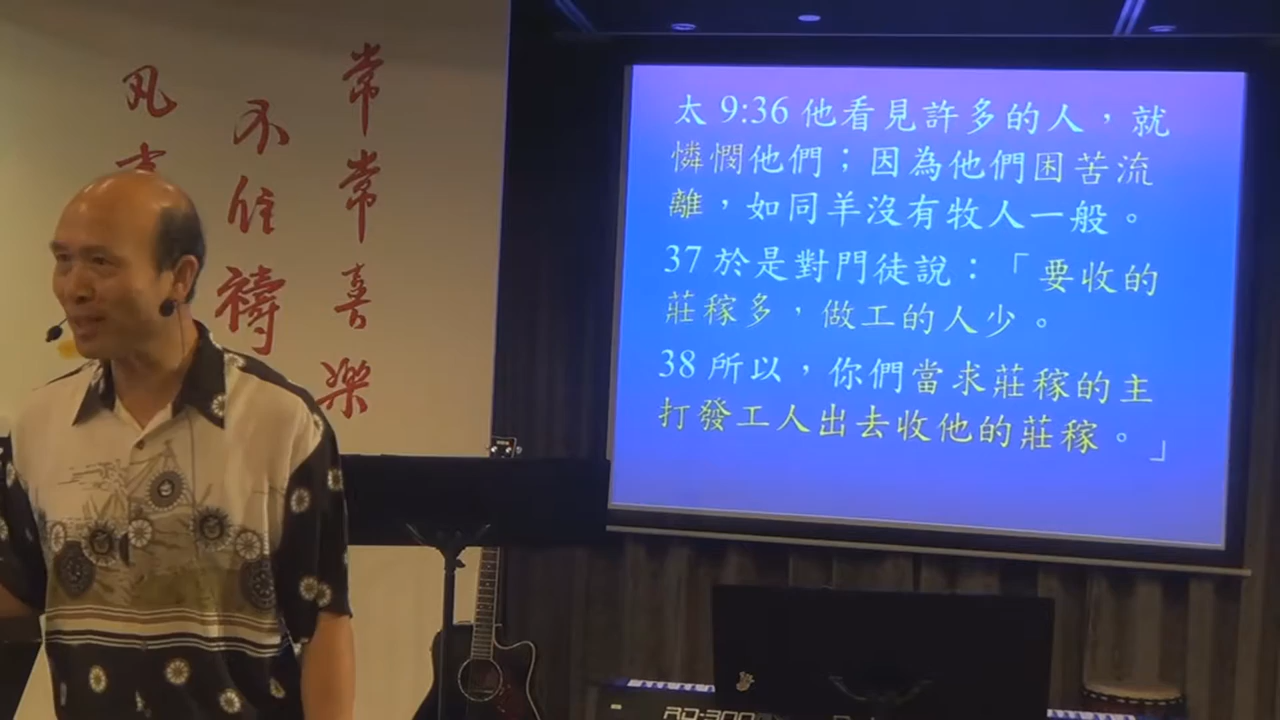 常常喜樂
不住禱
凡
太 9:36 他看見許多的人，就
憐憫他們；因為他們困苦流
離，如同羊沒有牧人一般。
37 於是對門徒說：「要收的
莊稼多，做工的人少。
38 所以，你們當求莊稼的主
打發工人出去收他的莊稼。」
RD-300